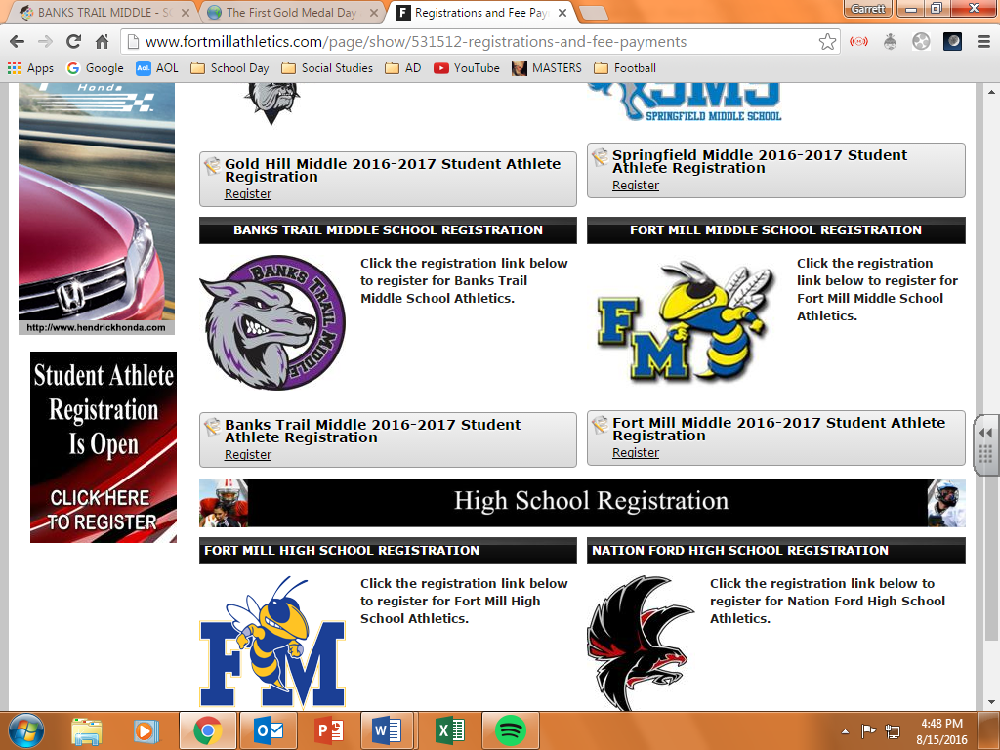 BANKS TRAIL MIDDLE - S
The First Gold Medal Day
Registrations and Fee Pay
Garrett
www.fortmillathletics.com/page/show/531512-registrations-and-fee-payments
Apps Google Aol. AOL School Day Social Studies AD YouTube MASTERS Football
Honda
SMS
SPRINGFIELD MIDDLE SCHOOL
Gold Hill Middle 2016-2017 Student Athlete
Registration
Register
Springfield Middle 2016-2017 Student
Athlete Registration
Register
http://www.hendrickhonda.com
BANKS TRAIL MIDDLE SCHOOL REGISTRATION
BANKS TRAIL MIDDLE
Click the registration link below
to register for Banks Trail
Middle School Athletics.
FORT MILL MIDDLE SCHOOL REGISTRATION
FM
Click the registration
link below to register for
Fort Mill Middle School
Athletics.
Student Athlete
Registration
Is Open
CLICK HERE
TO REGISTER
Banks Trail Middle 2016-2017 Student
Athlete Registration
Register
Fort Mill Middle 2016-2017 Student Athlete
Registration
Register
High School Registration
FORT MILL HIGH SCHOOL REGISTRATION
FM
Click the registration link below
to register for Fort Mill High
School Athletics.
NATION FORD HIGH SCHOOL REGISTRATION
Click the registration link below to
register for Nation Ford High School
Athletics.
4:48 PM
8/15/2016